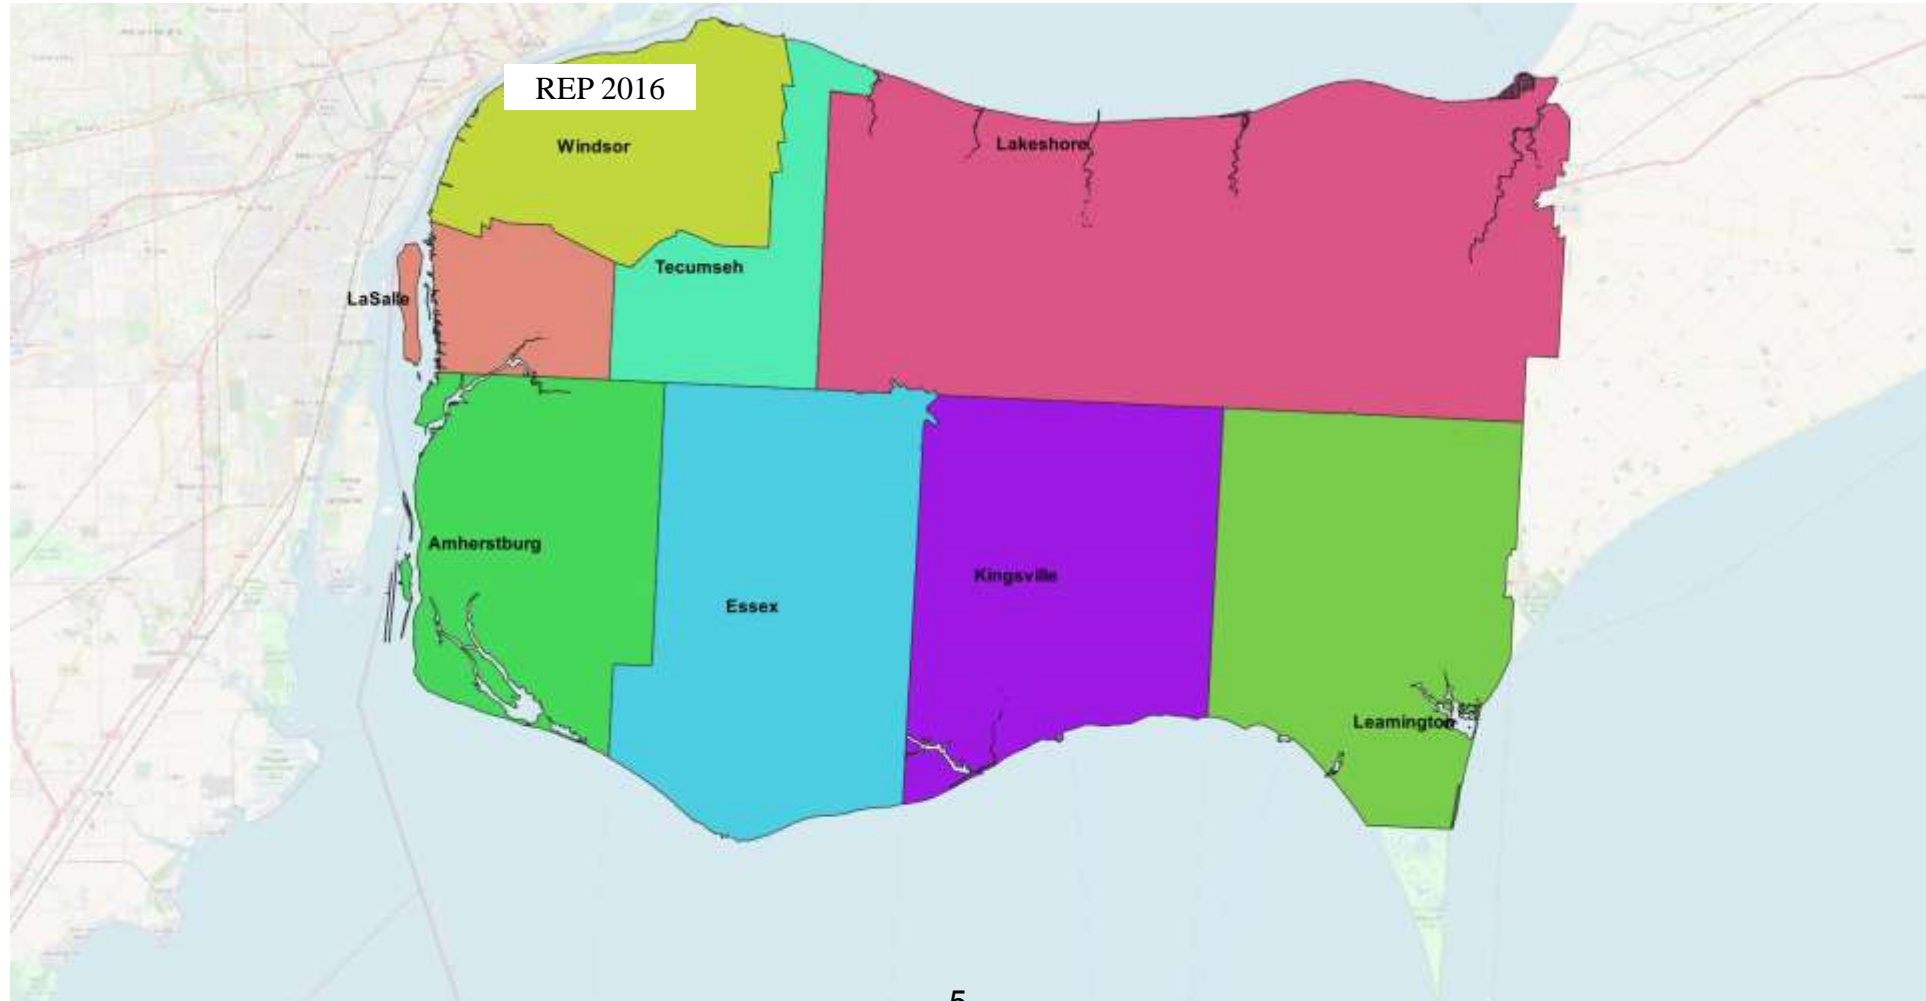 REP 2016
Windsor
Lakeshore
Tecumseh
LaSalle
Amherstburg
Kingsville
Essex
Leamington
5